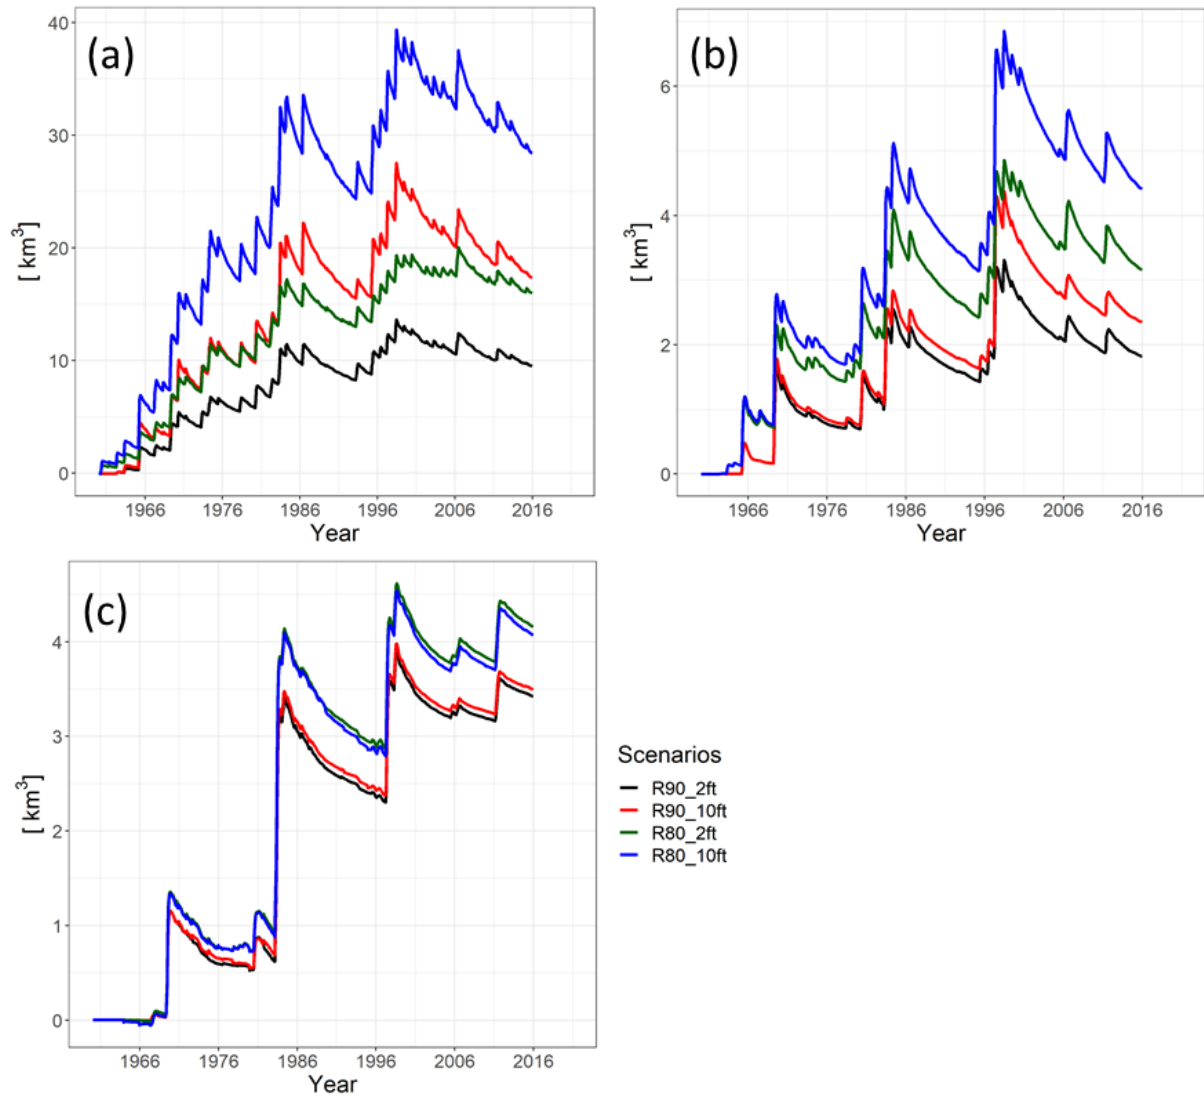 (a)
40
30
20
10
0
[ km³]
1966 1976 1986 1996 2006 2016
Year
(b)
6
4
2
0
[ km³]
1966 1976 1986 1996 2006 2016
Year
(c)
4
3
2
1
0
[ km³]
1966 1976 1986 1996 2006 2016
Year
Scenarios
R90_2ft
R90_10ft
R80_2ft
R80_10ft